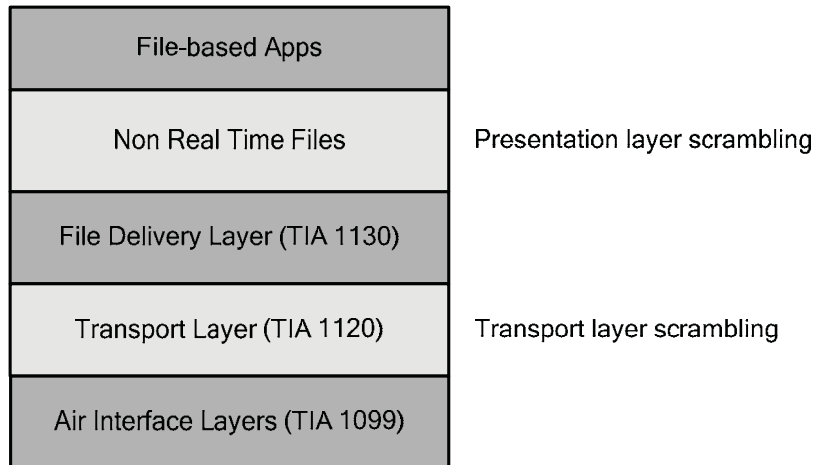 File-based Apps
Non Real Time Files
Presentation layer scrambling
File Delivery Layer (TIA 1130)
Transport Layer (TIA 1120)
Transport layer scrambling
Air Interface Layers (TIA 1099)